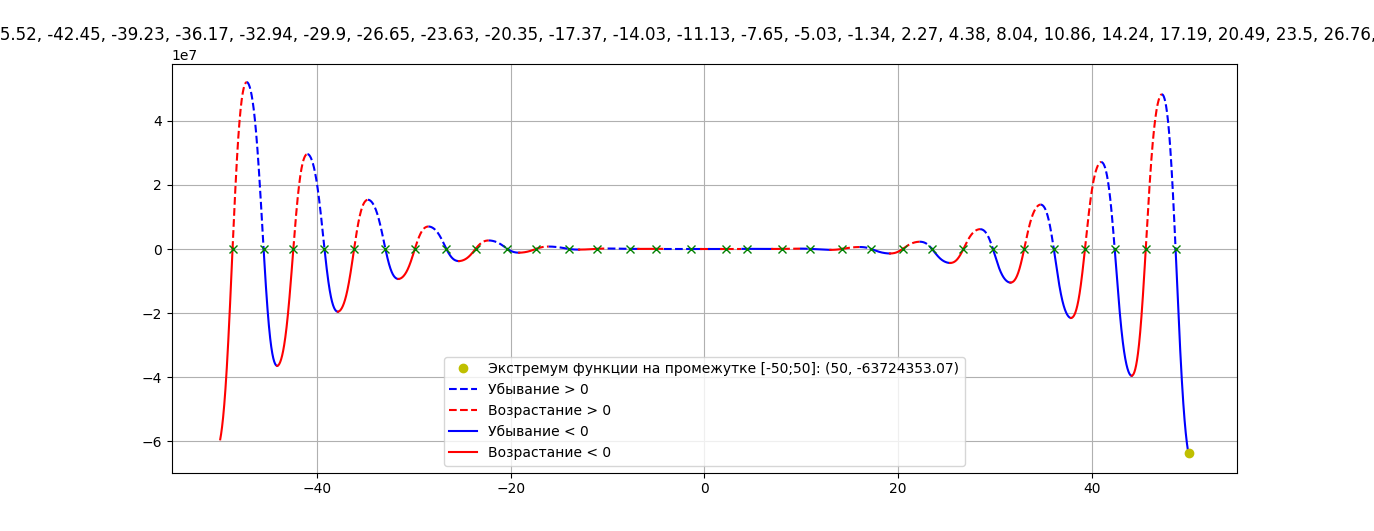 5.52, -42.45, -39.23, -36.17, -32.94, -29.9, -26.65, -23.63, -20.35, -17.37, -14.03, -11.13, -7.65, -5.03, -1.34, 2.27, 4.38, 8.04, 10.86, 14.24, 17.19, 20.49, 23.5, 26.76,
1e7
4
2
0
−2
−4
−6
Экстремум функции на промежутке [-50;50]: (50, -63724353.07)
Убывание > 0
Возрастание > 0
Убывание < 0
Возрастание < 0
−40 −20 0 20 40